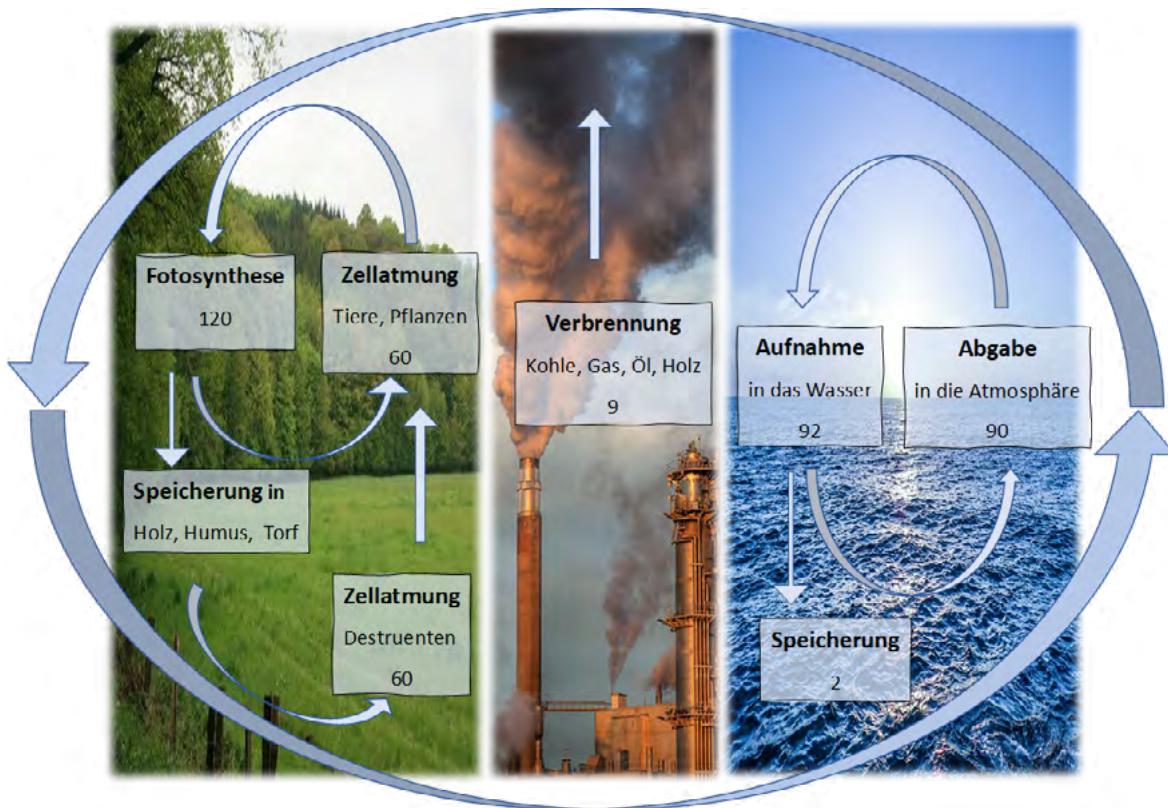 Fotosynthese
120
Zellatmung
Tiere, Pflanzen
60
Speicherung in
Holz, Humus, Torf
Zellatmung
Destruenten
60
Verbrennung
Kohle, Gas, Öl, Holz
9
Aufnahme
in das Wasser
92
Abgabe
in die Atmosphäre
90
Speicherung
2